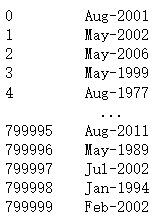 0 Aug-2001
1 May-2002
2 May-2006
3 May-1999
4 Aug-1977
...
799995 Aug-2011
799996 May-1989
799997 Jul-2002
799998 Jan-1994
799999 Feb-2002